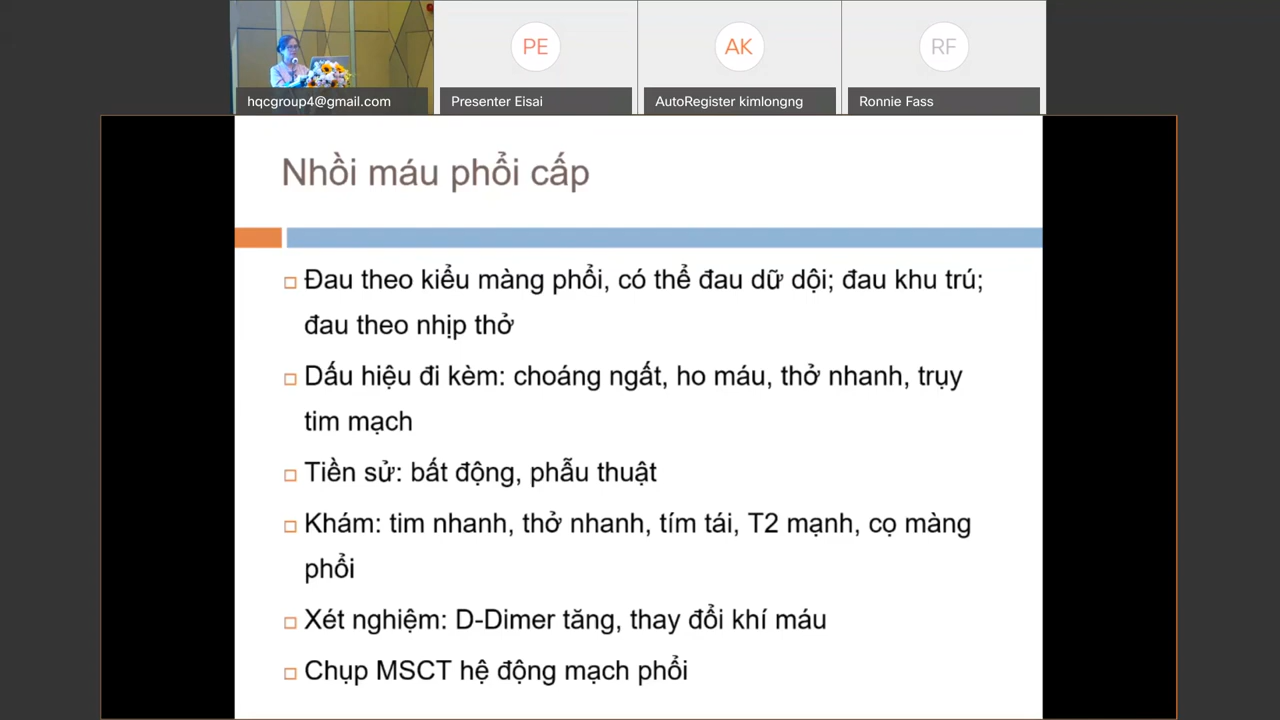 PE
AK
RF
hqcgroup4@gmail.com
Presenter Eisai
AutoRegister kimlongng
Ronnie Fass
Nhồi máu phổi cấp
Đau theo kiểu màng phổi, có thể đau dữ dội; đau khu trú;
đau theo nhịp thở
Dấu hiệu đi kèm: choáng ngất, ho máu, thở nhanh, trụy
tim mạch
Tiền sử: bất động, phẫu thuật
Khám: tim nhanh, thở nhanh, tím tái, T2 mạnh, cọ màng
phổi
Xét nghiệm: D-Dimer tăng, thay đổi khí máu
Chụp MSCT hệ động mạch phổi